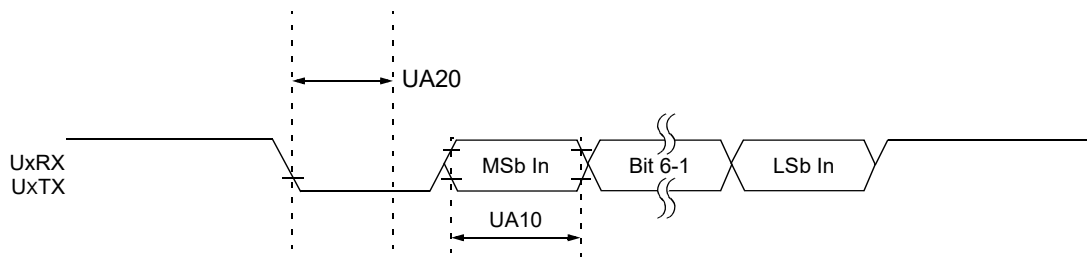 UA20
UxRX
UxTX
MSb In
Bit 6-1
LSb In
UA10